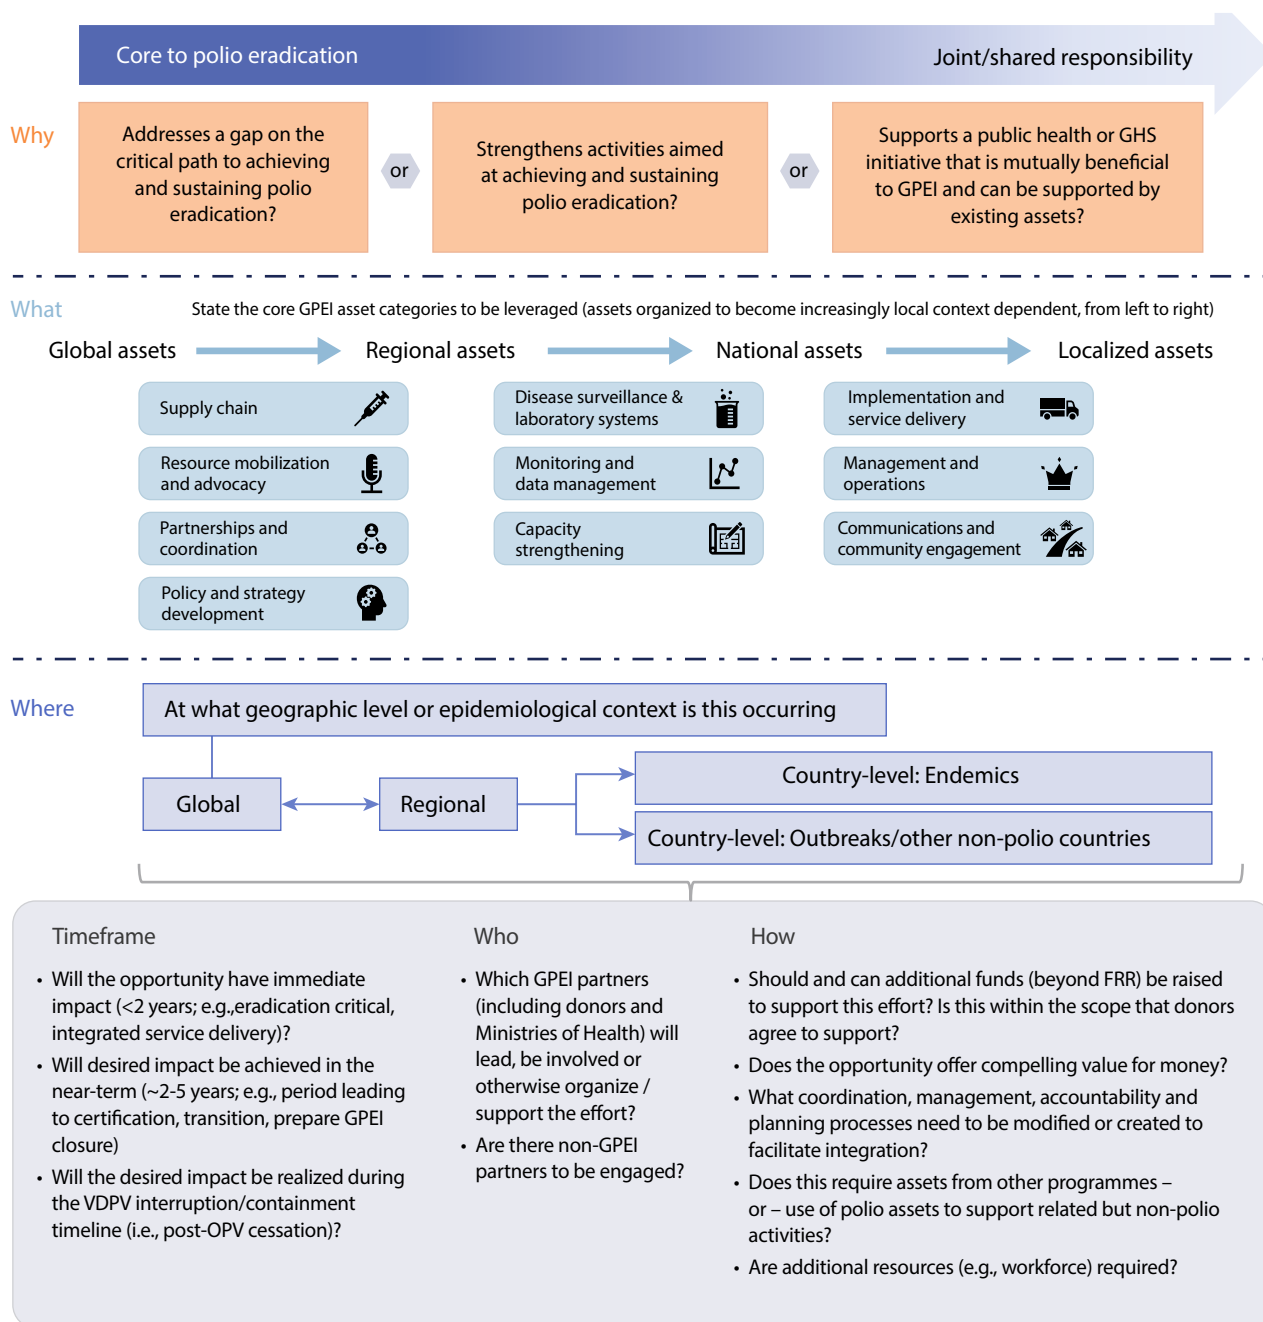 Core to polio eradication
Joint/shared responsibility
Why
Addresses a gap on the
critical path to achieving
and sustaining polio
eradication?
or
Strengthens activities aimed
at achieving and sustaining
polio eradication?
or
Supports a public health or GHS
initiative that is mutually beneficial
to GPEI and can be supported by
existing assets?
What
State the core GPEI asset categories to be leveraged (assets organized to become increasingly local context dependent, from left to right)
Global assets
Regional assets
National assets
Localized assets
Supply chain
Resource mobilization
and advocacy
Partnerships and
coordination
Policy and strategy
development
Disease surveillance &
laboratory systems
Monitoring and
data management
Capacity
strengthening
Implementation and
service delivery
Management and
operations
Communications and
community engagement
Where
At what geographic level or epidemiological context is this occurring
Global
Regional
Country-level: Endemics
Country-level: Outbreaks/other non-polio countries
Timeframe
• Will the opportunity have immediate
impact (<2 years; e.g.,eradication critical,
integrated service delivery)?
• Will desired impact be achieved in the
near-term (~2-5 years; e.g., period leading
to certification, transition, prepare GPEI
closure)
• Will the desired impact be realized during
the VDPV interruption/containment
timeline (i.e., post-OPV cessation)?
Who
• Which GPEI partners
(including donors and
Ministries of Health) will
lead, be involved or
otherwise organize /
support the effort?
• Are there non-GPEI
partners to be engaged?
How
• Should and can additional funds (beyond FRR) be raised
to support this effort? Is this within the scope that donors
agree to support?
• Does the opportunity offer compelling value for money?
• What coordination, management, accountability and
planning processes need to be modified or created to
facilitate integration?
• Does this require assets from other programmes –
or – use of polio assets to support related but non-polio
activities?
• Are additional resources (e.g., workforce) required?